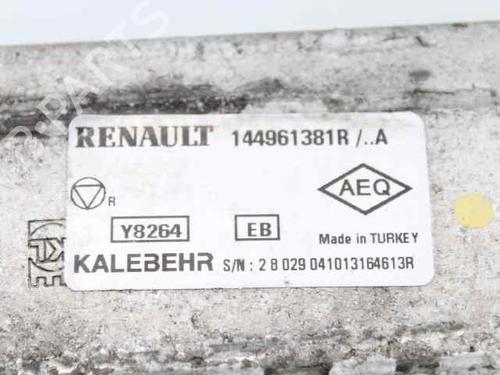 RENAULT 144961381R /..A
R
AEQ
Y8264 EB Made in TURKEY
KALEBEHR S/N : 2 8 029 041013164613R